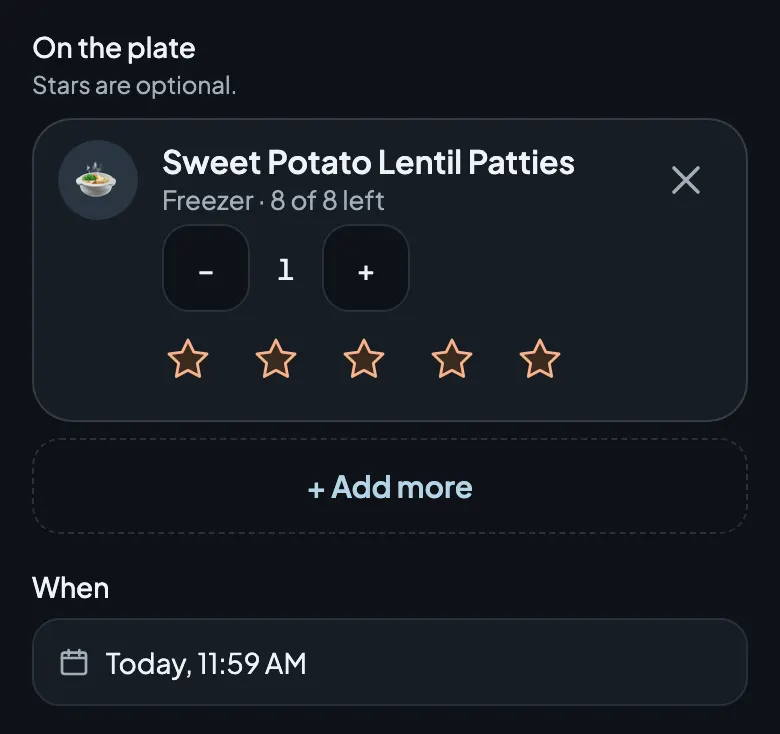 On the plate
Stars are optional.
Sweet Potato Lentil Patties
Freezer · 8 of 8 left
- 1 +
+ Add more
When
Today, 11:59 AM